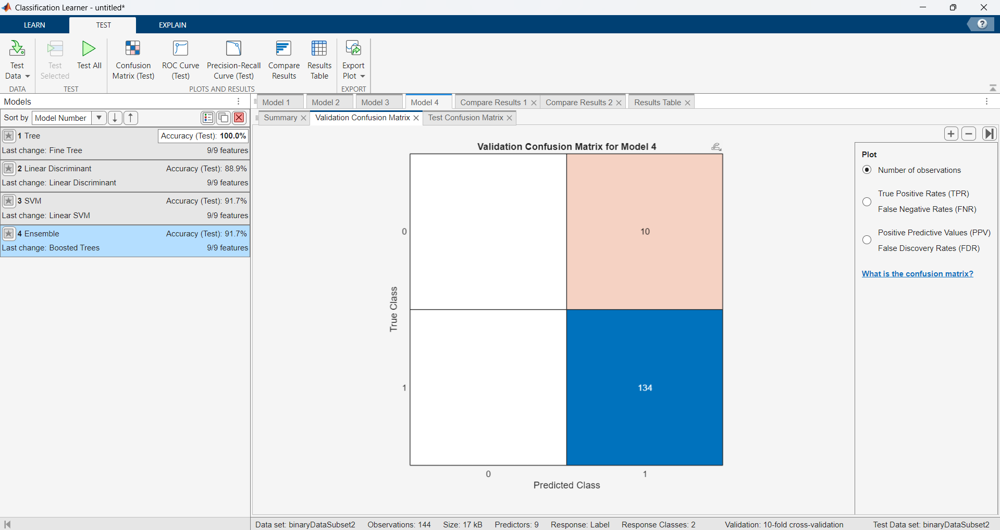 Classification Learner - untitled*
LEARN
TEST
EXPLAIN
?
Test Data
Test Selected
Test All
Confusion Matrix (Test)
ROC Curve (Test)
Precision-Recall Curve (Test)
Compare Results
Results Table
Export Plot
DATA
TEST
PLOTS AND RESULTS
EXPORT
Models
Sort by Model Number
1 Tree Accuracy (Test): 100.0%
Last change: Fine Tree 9/9 features
2 Linear Discriminant Accuracy (Test): 88.9%
Last change: Linear Discriminant 9/9 features
3 SVM Accuracy (Test): 91.7%
Last change: Linear SVM 9/9 features
4 Ensemble Accuracy (Test): 91.7%
Last change: Boosted Trees 9/9 features
Model 1
Model 2
Model 3
Model 4
Compare Results 1
Compare Results 2
Results Table
Summary
Validation Confusion Matrix
Test Confusion Matrix
Validation Confusion Matrix for Model 4
0
10
True Class
1
134
0
1
Predicted Class
Plot
Number of observations
True Positive Rates (TPR)
False Negative Rates (FNR)
Positive Predictive Values (PPV)
False Discovery Rates (FDR)
What is the confusion matrix?
Data set: binaryDataSubset2 Observations: 144 Size: 17 kB Predictors: 9 Response: Label Response Classes: 2 Validation: 10-fold cross-validation Test Data set: binaryDataSubset2